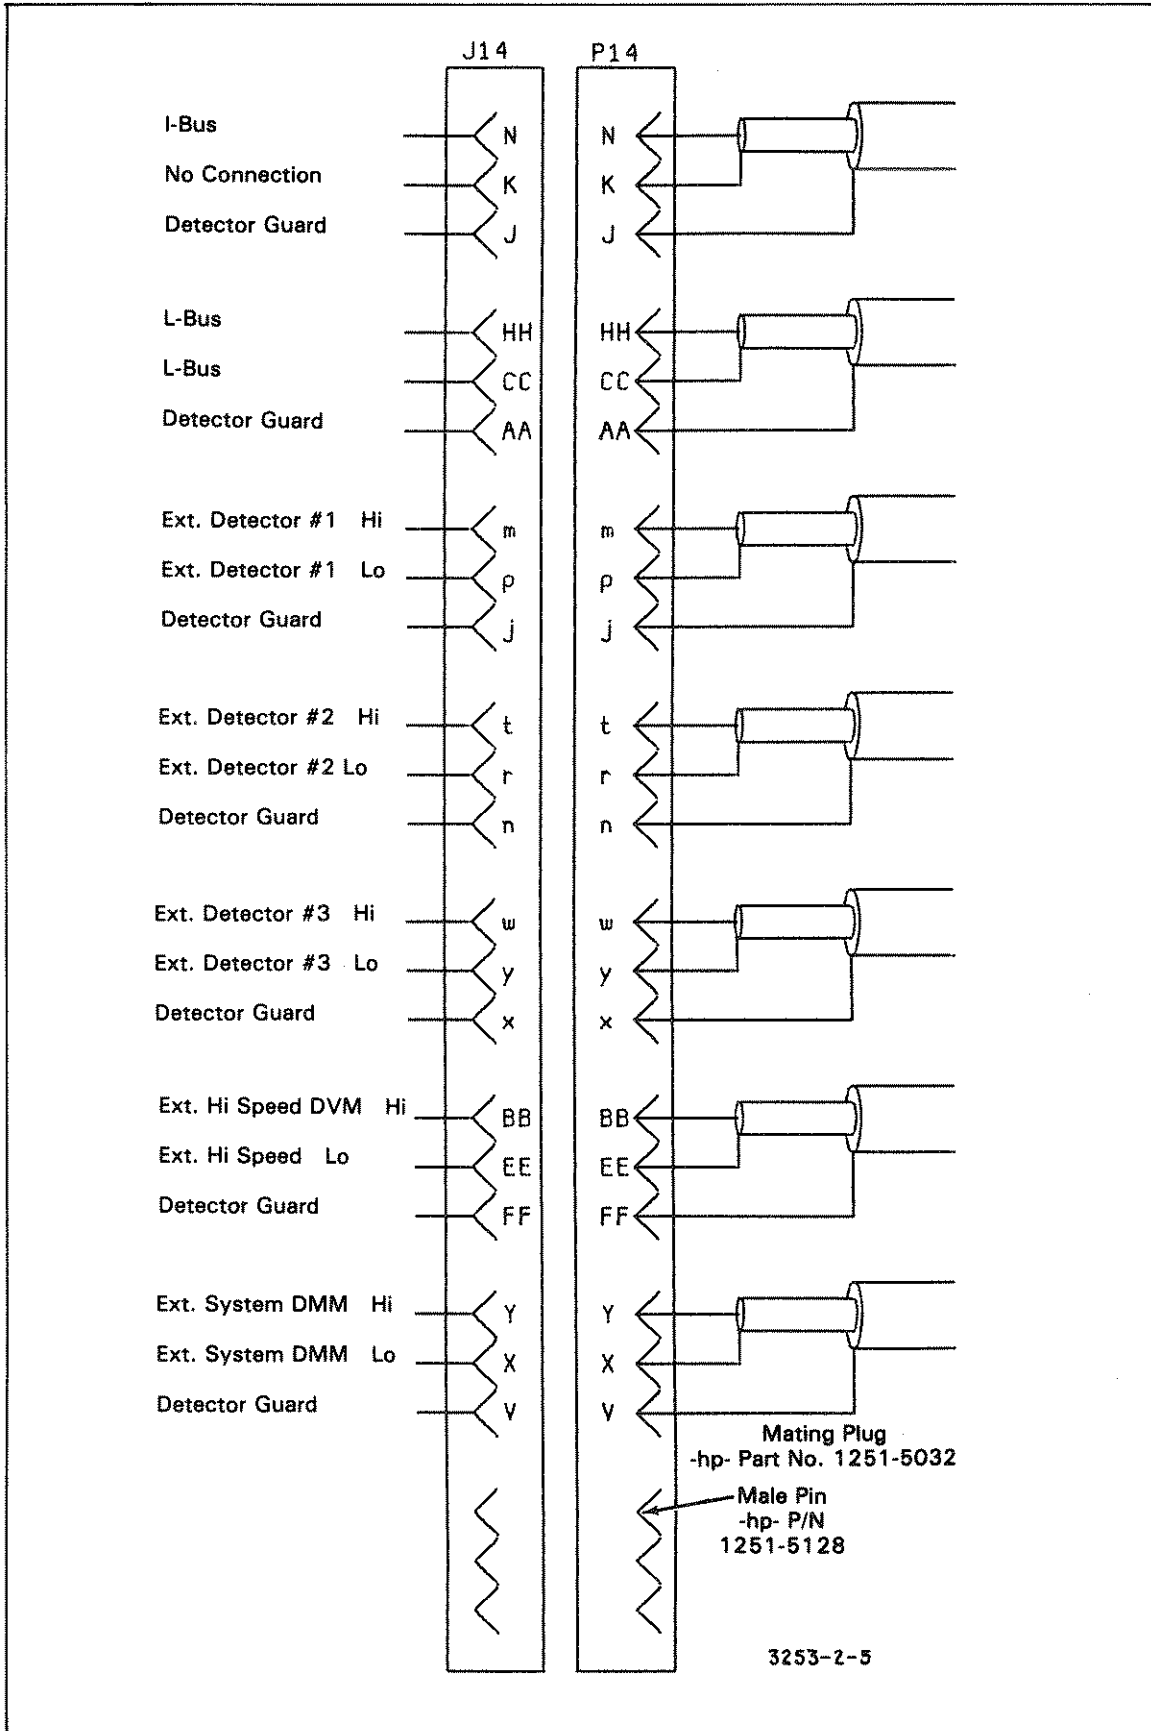 J14 P14
I-Bus N N
No Connection K K
Detector Guard J J
L-Bus HH HH
L-Bus CC CC
Detector Guard AA AA
Ext. Detector #1 Hi m m
Ext. Detector #1 Lo p p
Detector Guard j j
Ext. Detector #2 Hi t t
Ext. Detector #2 Lo r r
Detector Guard n n
Ext. Detector #3 Hi w w
Ext. Detector #3 Lo y y
Detector Guard x x
Ext. Hi Speed DVM Hi BB BB
Ext. Hi Speed Lo EE EE
Detector Guard FF FF
Ext. System DMM Hi Y Y
Ext. System DMM Lo X X
Detector Guard V V
Mating Plug
-hp- Part No. 1251-5032
Male Pin
-hp- P/N
1251-5128
3253-2-5